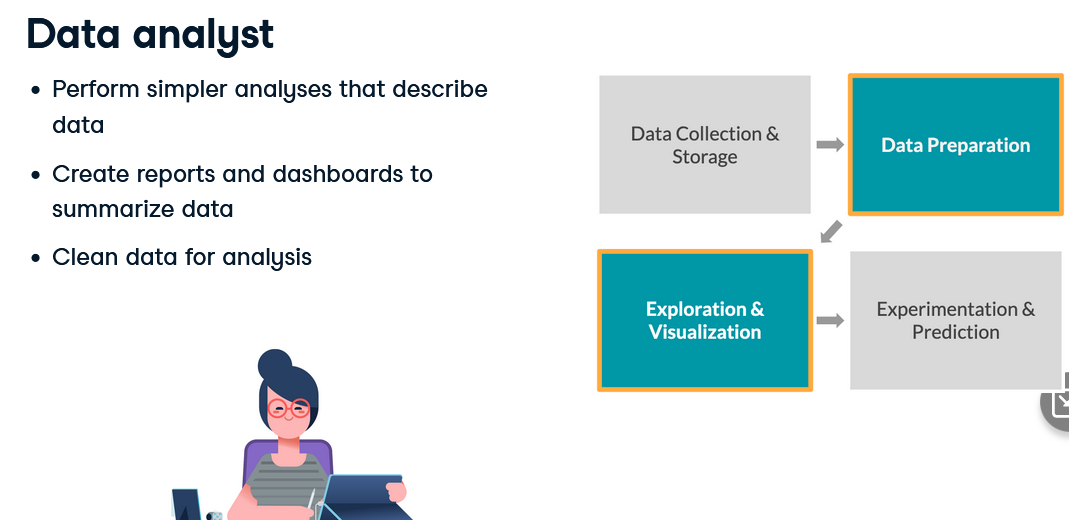 Data analyst
• Perform simpler analyses that describe
data
• Create reports and dashboards to
summarize data
• Clean data for analysis
Data Collection &
Storage
Data Preparation
Exploration &
Visualization
Experimentation &
Prediction